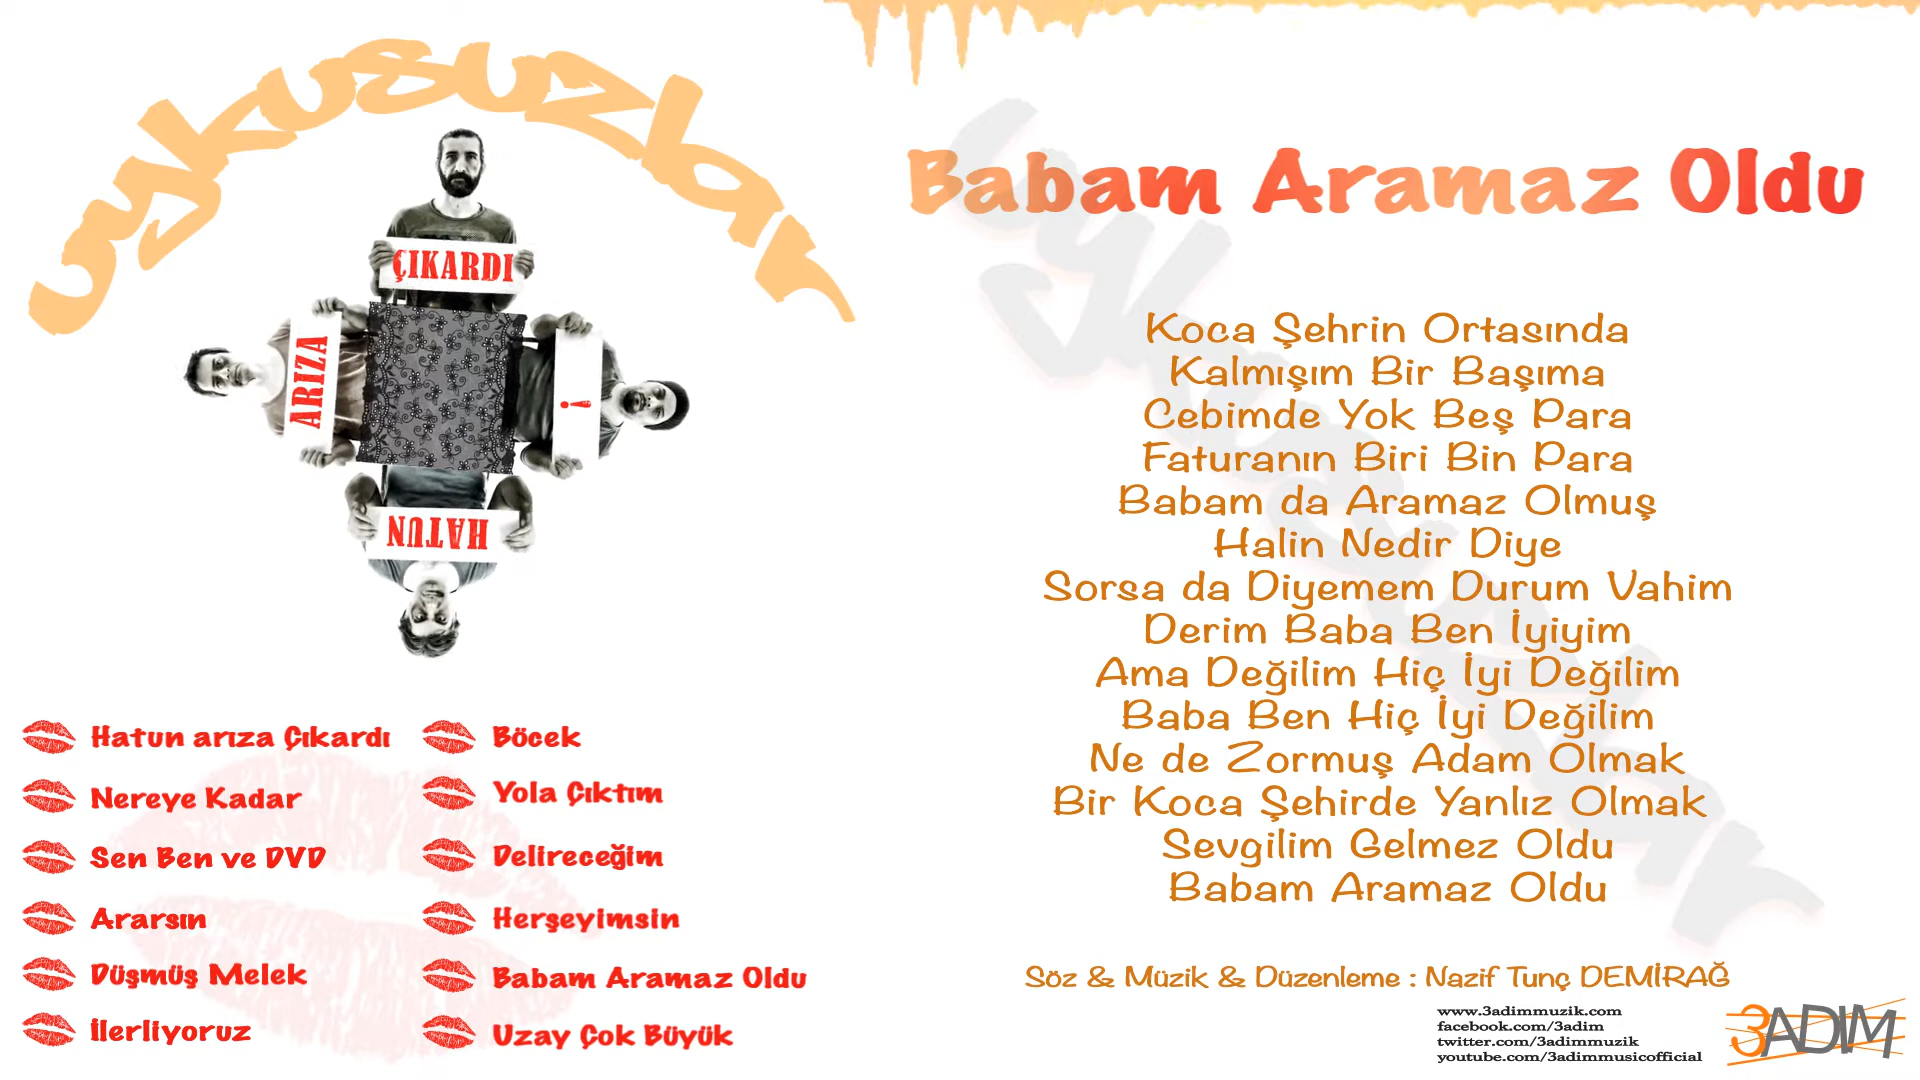 uykusuzlar
ÇIKARDI
ARIZA
!
HATUN
Hatun arıza Çıkardı
Nereye Kadar
Sen Ben ve DVD
Ararsın
Düşmüş Melek
İlerliyoruz
Böcek
Yola Çıktım
Delireceğim
Herşeyimsin
Babam Aramaz Oldu
Uzay Çok Büyük
Babam Aramaz Oldu
uykusuzlar
Koca Şehrin Ortasında
Kalmışım Bir Başıma
Cebimde Yok Beş Para
Faturanın Biri Bin Para
Babam da Aramaz Olmuş
Halin Nedir Diye
Sorsa da Diyemem Durum Vahim
Derim Baba Ben İyiyim
Ama Değilim Hiç İyi Değilim
Baba Ben Hiç İyi Değilim
Ne de Zormuş Adam Olmak
Bir Koca Şehirde Yanlız Olmak
Sevgilim Gelmez Oldu
Babam Aramaz Oldu
Söz & Müzik & Düzenleme : Nazif Tunç DEMİRAĞ
www.3adimmuzik.com
facebook.com/3adim
twitter.com/3adimmuzik
youtube.com/3adimmusicofficial
3ADIM